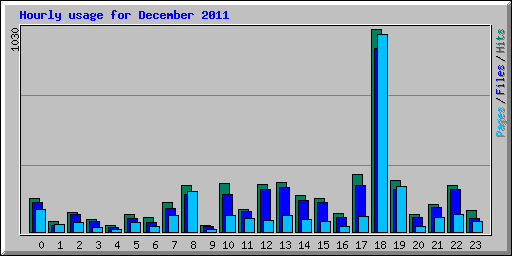 Hourly usage for December 2011
1030
Pages/Files/Hits
0 1 2 3 4 5 6 7 8 9 10 11 12 13 14 15 16 17 18 19 20 21 22 23